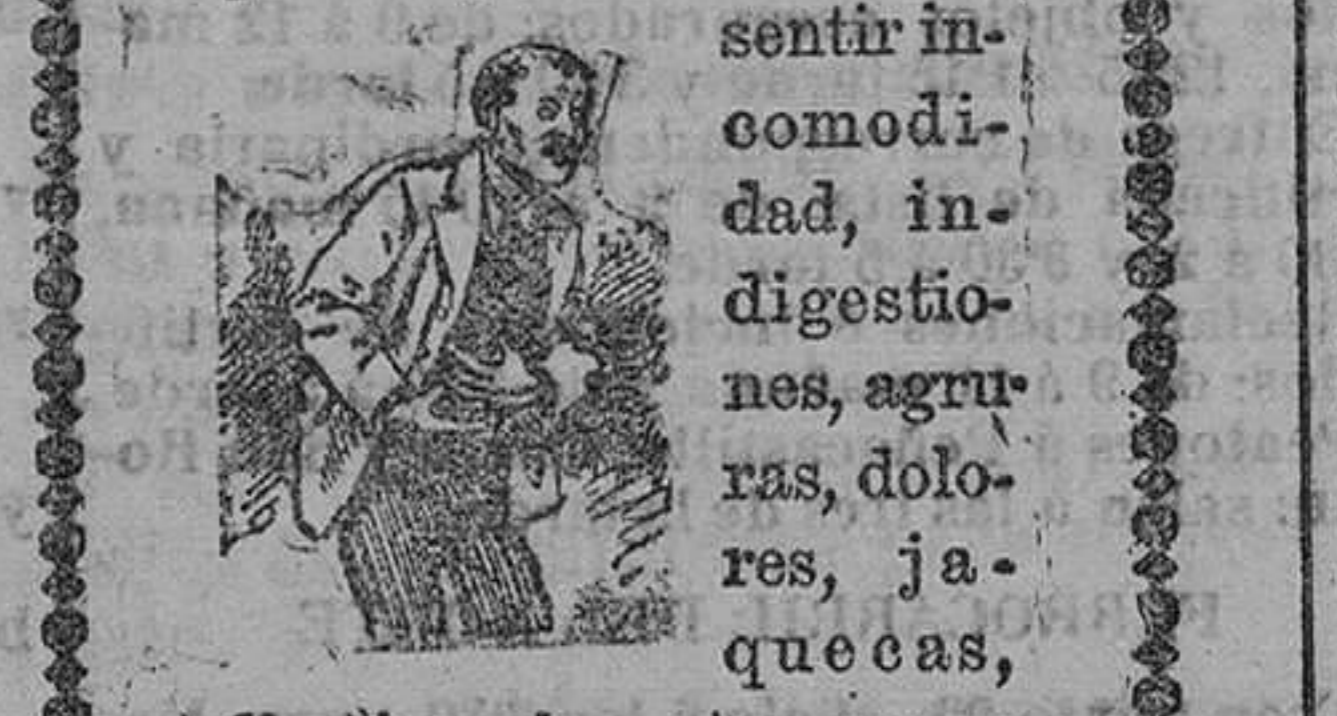 sentir in-
comodi-
dad, in-
digestio-
nes, agru-
ras, dolo-
res, ja-
quecas,